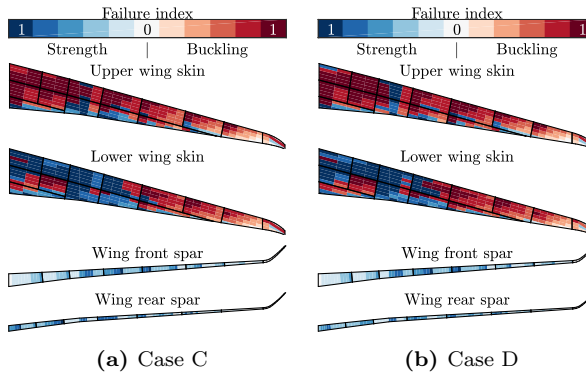 Failure index
1 0 1
Strength | Buckling
Upper wing skin
Lower wing skin
Wing front spar
Wing rear spar
(a) Case C
Failure index
1 0 1
Strength | Buckling
Upper wing skin
Lower wing skin
Wing front spar
Wing rear spar
(b) Case D